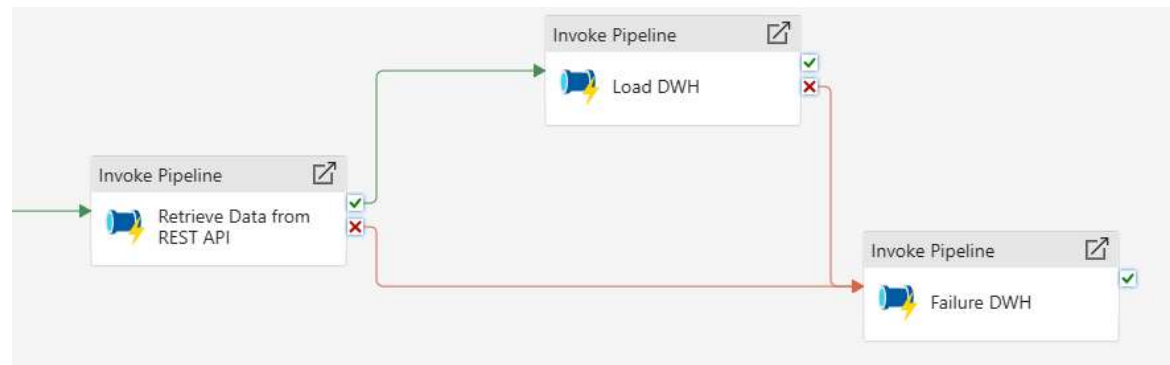 Invoke Pipeline
Load DWH
Invoke Pipeline
Retrieve Data from
REST API
Invoke Pipeline
Failure DWH